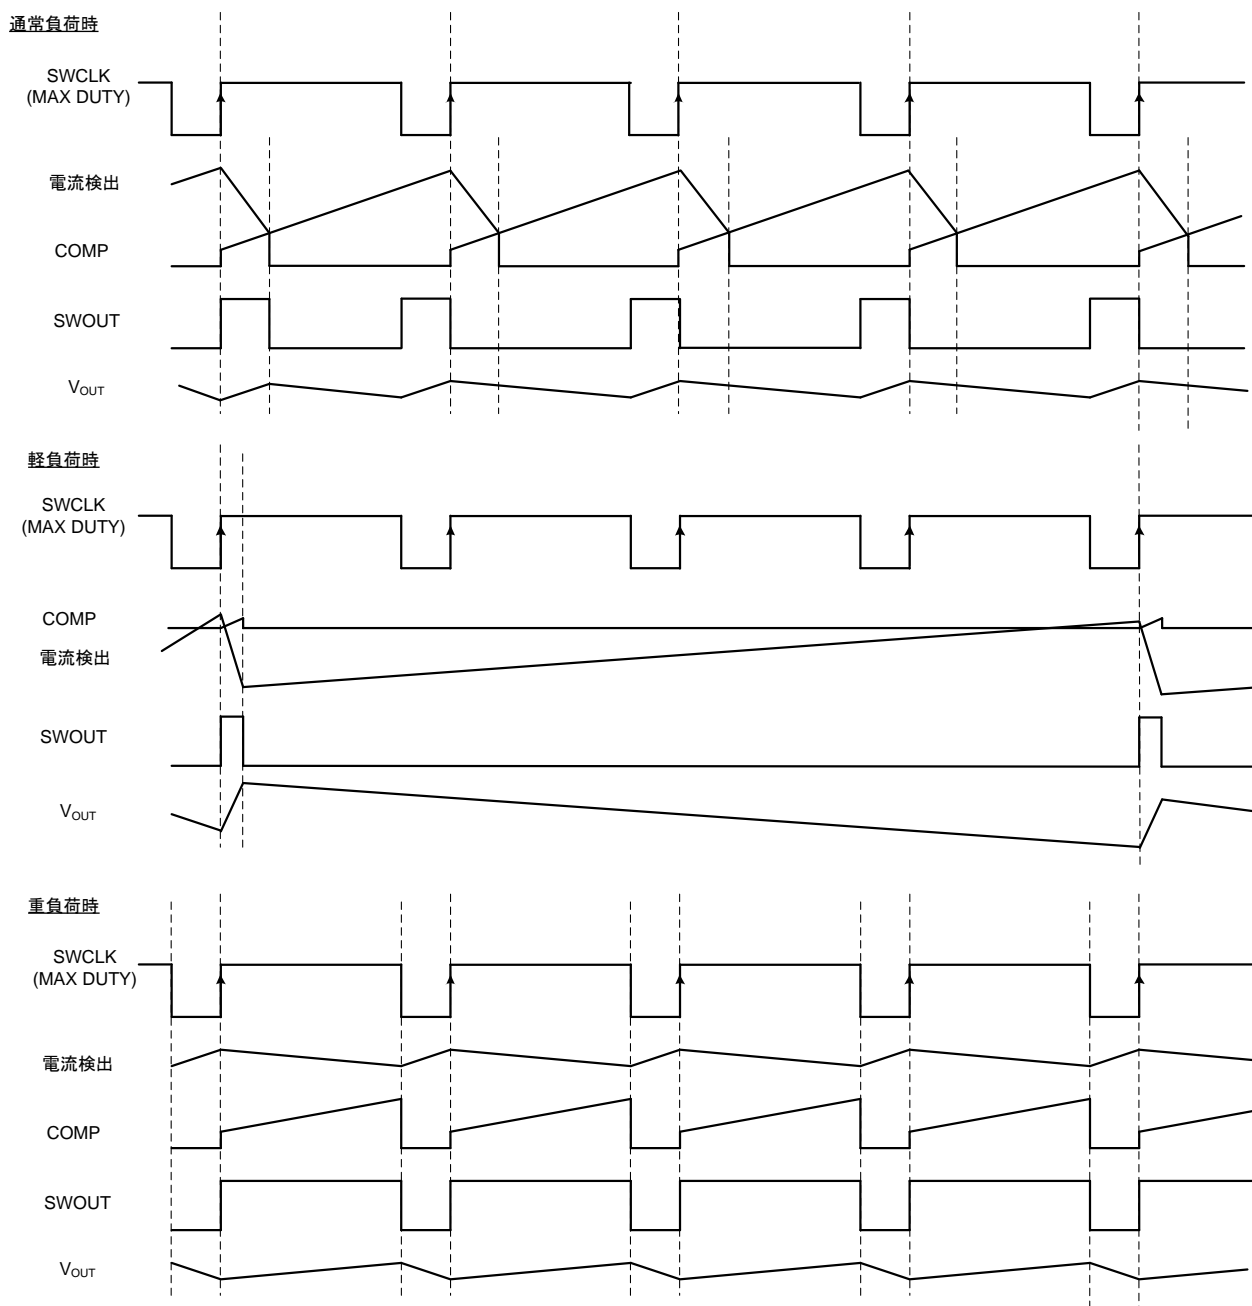 通常負荷時
SWCLK
(MAX DUTY)
電流検出
COMP
SWOUT
VOUT
軽負荷時
SWCLK
(MAX DUTY)
COMP
電流検出
SWOUT
VOUT
重負荷時
SWCLK
(MAX DUTY)
電流検出
COMP
SWOUT
VOUT